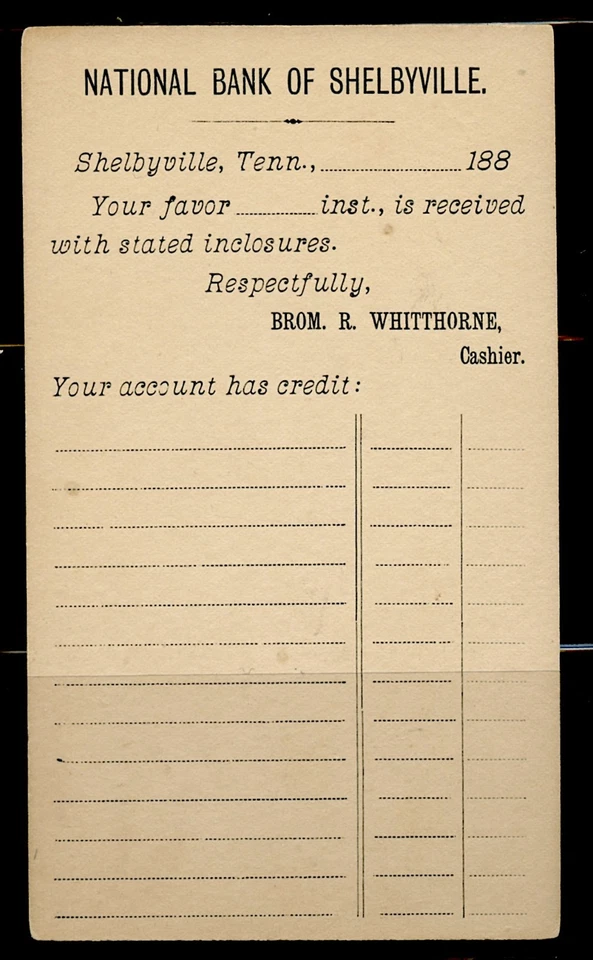 NATIONAL BANK OF SHELBYVILLE.
Shelbyville, Tenn.,....................188
Your favor ............ inst., is received
with stated inclosures.
Respectfully,
BROM. R. WHITTHORNE,
Cashier.
Your account has credit: